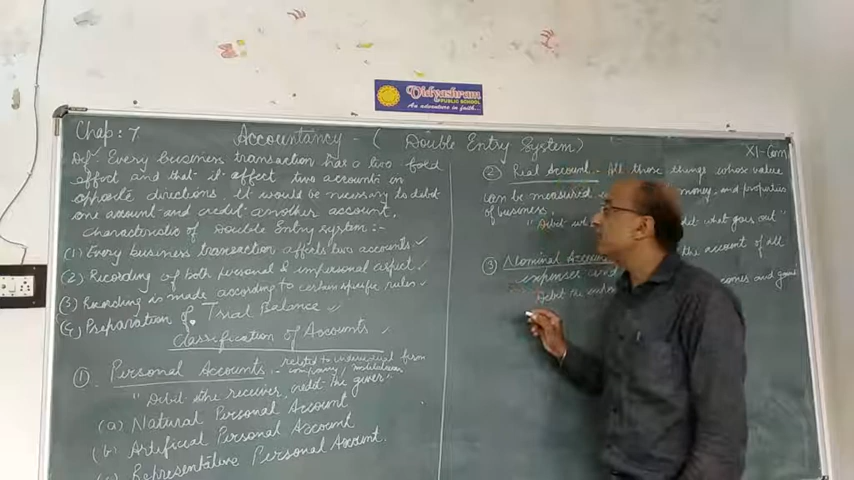 Vidyashram
PUBLIC SCHOOL
An adventure in faith...
Chap: 7
Accountancy - ( Double Entry System)
XI-Com
Defn: Every business transaction has a two fold
effect and that it affect two accounts in
opposite directions, it would be necessary to debit
one account and credit another account.
Characteristic of Double Entry system:-
(1) Every business transaction affects two accounts ✓
(2) Recording of both personal & impersonal aspect ✓
(3) Recording is made according to certain specific rules ✓
(4) Preparation of Trial Balance ✓
Classification of Accounts ✓
① Personal Accounts :- related to individual firm
company/ institution
"Debit the receiver, credit the giver"
(a) Natural Personal Account
(b) Artificial Personal Account
Representative Personal Account
② Real Account. All those things whose value
can be measured money, and properties
of business.
"Debit what goes out"
③ Nominal Account the account of all
expenses and
Debit the and gains